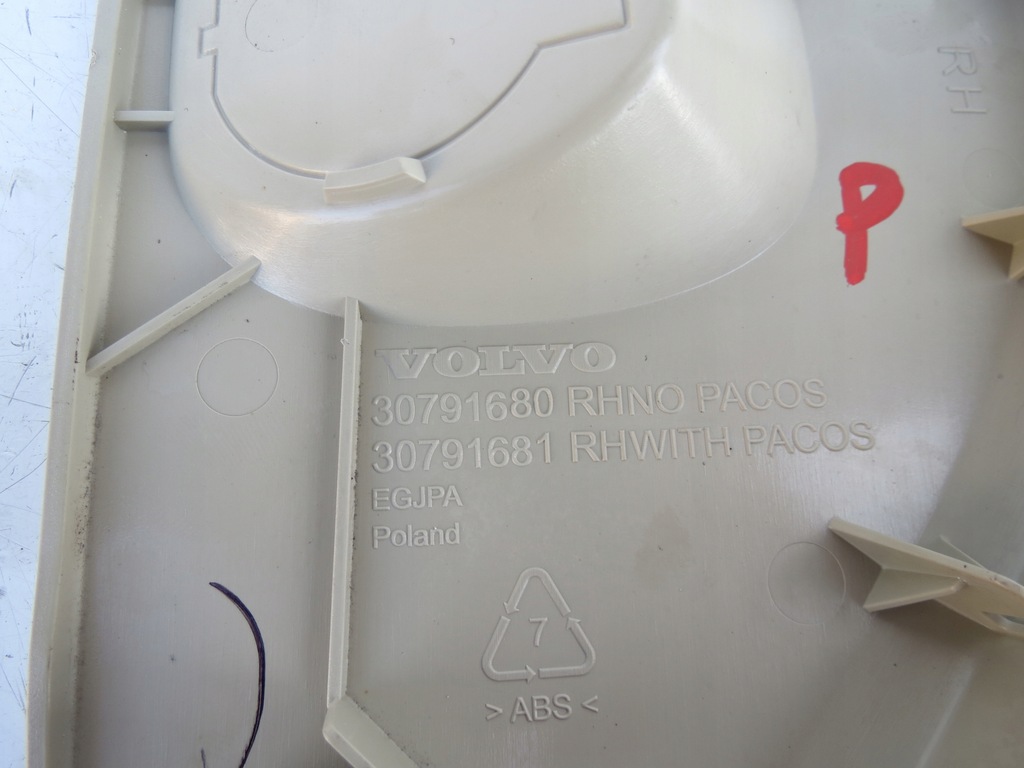 RH
P
VOLVO
30791680 RHNO PACOS
30791681 RHWITH PACOS
EGJPA
Poland
7
> ABS <